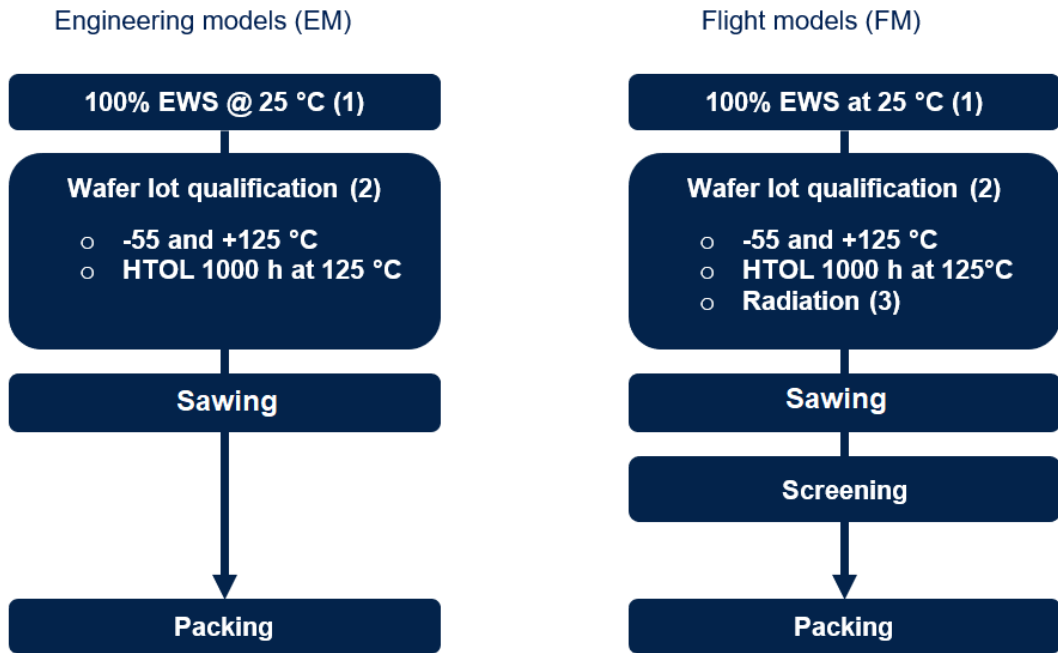 Engineering models (EM)
100% EWS @ 25 °C (1)
Wafer lot qualification (2)
o -55 and +125 °C
o HTOL 1000 h at 125 °C
Sawing
Packing
Flight models (FM)
100% EWS at 25 °C (1)
Wafer lot qualification (2)
o -55 and +125 °C
o HTOL 1000 h at 125°C
o Radiation (3)
Sawing
Screening
Packing